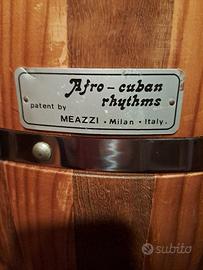 Afro-cuban
rhythms
patent by
MEAZZI • Milan • Italy.
subito